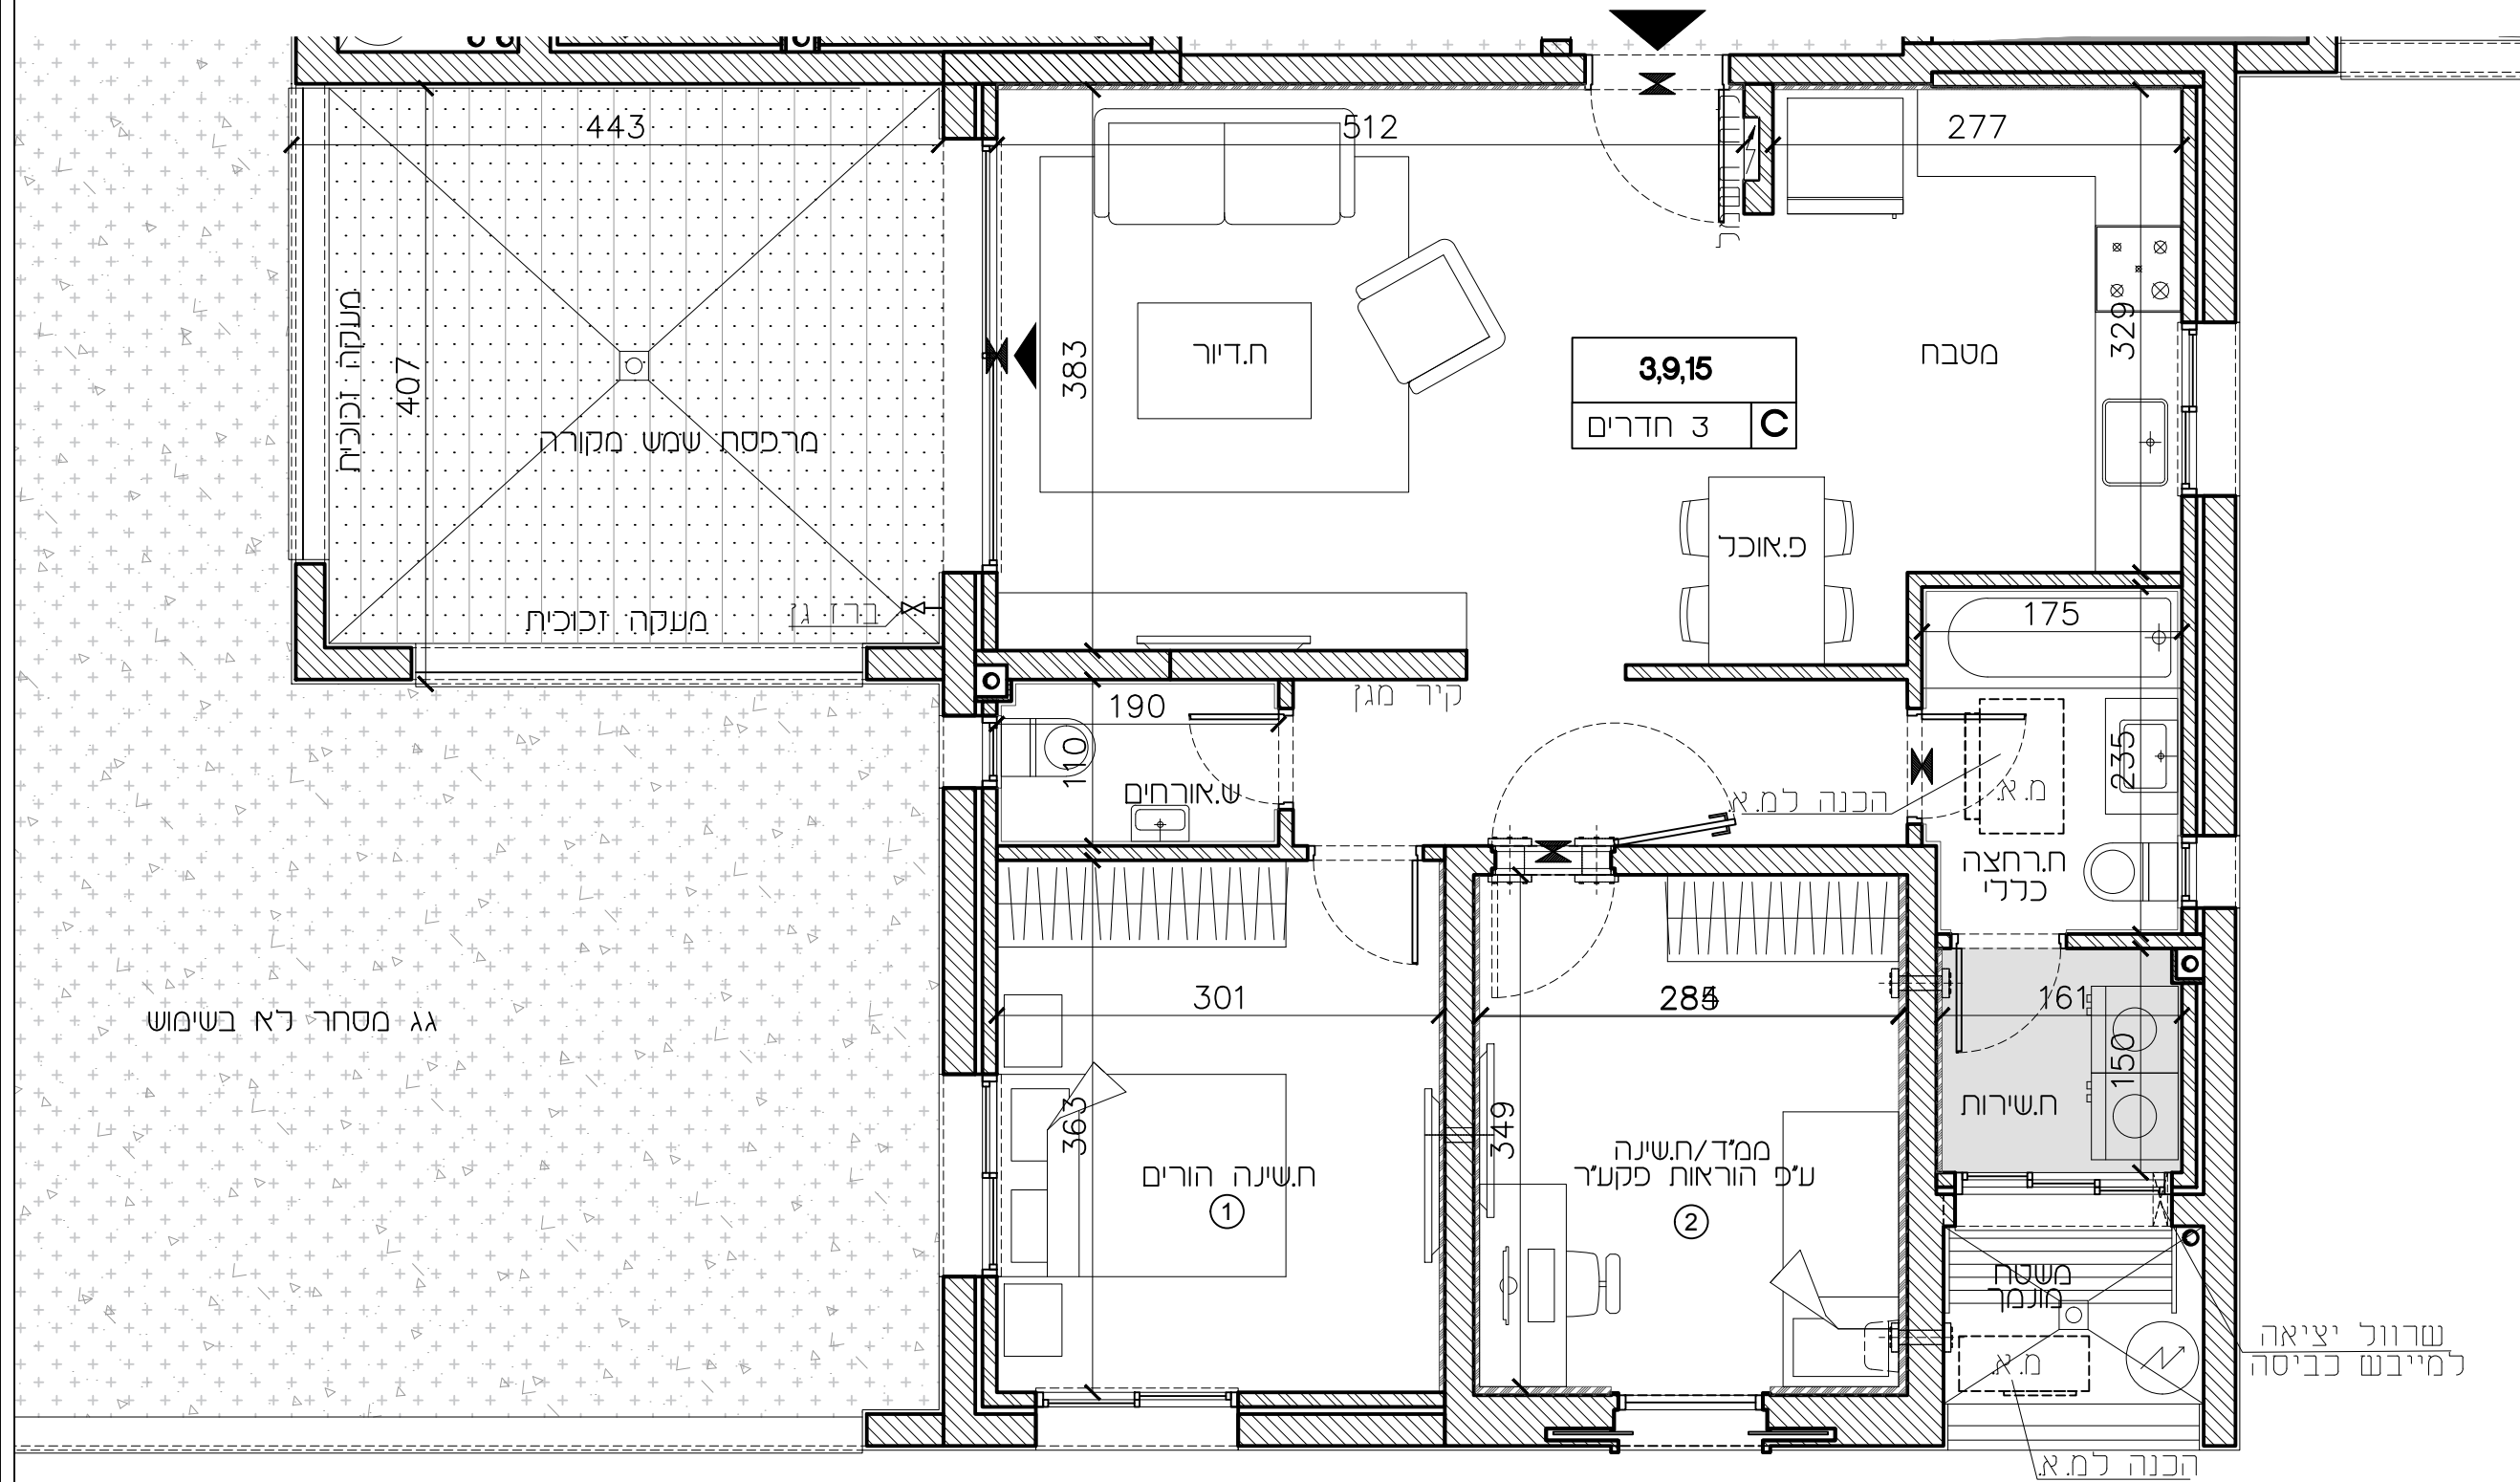 443
512
277
407
מעקה זכוכית
מרפסת שמש מקורה
מעקה זכוכית
ברז גן
383
ח.דיור
3,9,15
3 חדרים
C
מטבח
329
פ.אוכל
175
קיר מגן
190
110
ש.אורחים
הכנה למ.א.
מ.א.
235
ח.רחצה
כללי
גג מסחר לא בשימוש
301
363
ח.שינה הורים
1
349
ממ"ד/ח.שינה
ע"פ הוראות פקע"ר
2
161
150
ח.שירות
משטח
מונמך
מ.א.
שרוול יציאה
למייבש כביסה
הכנה למ.א.